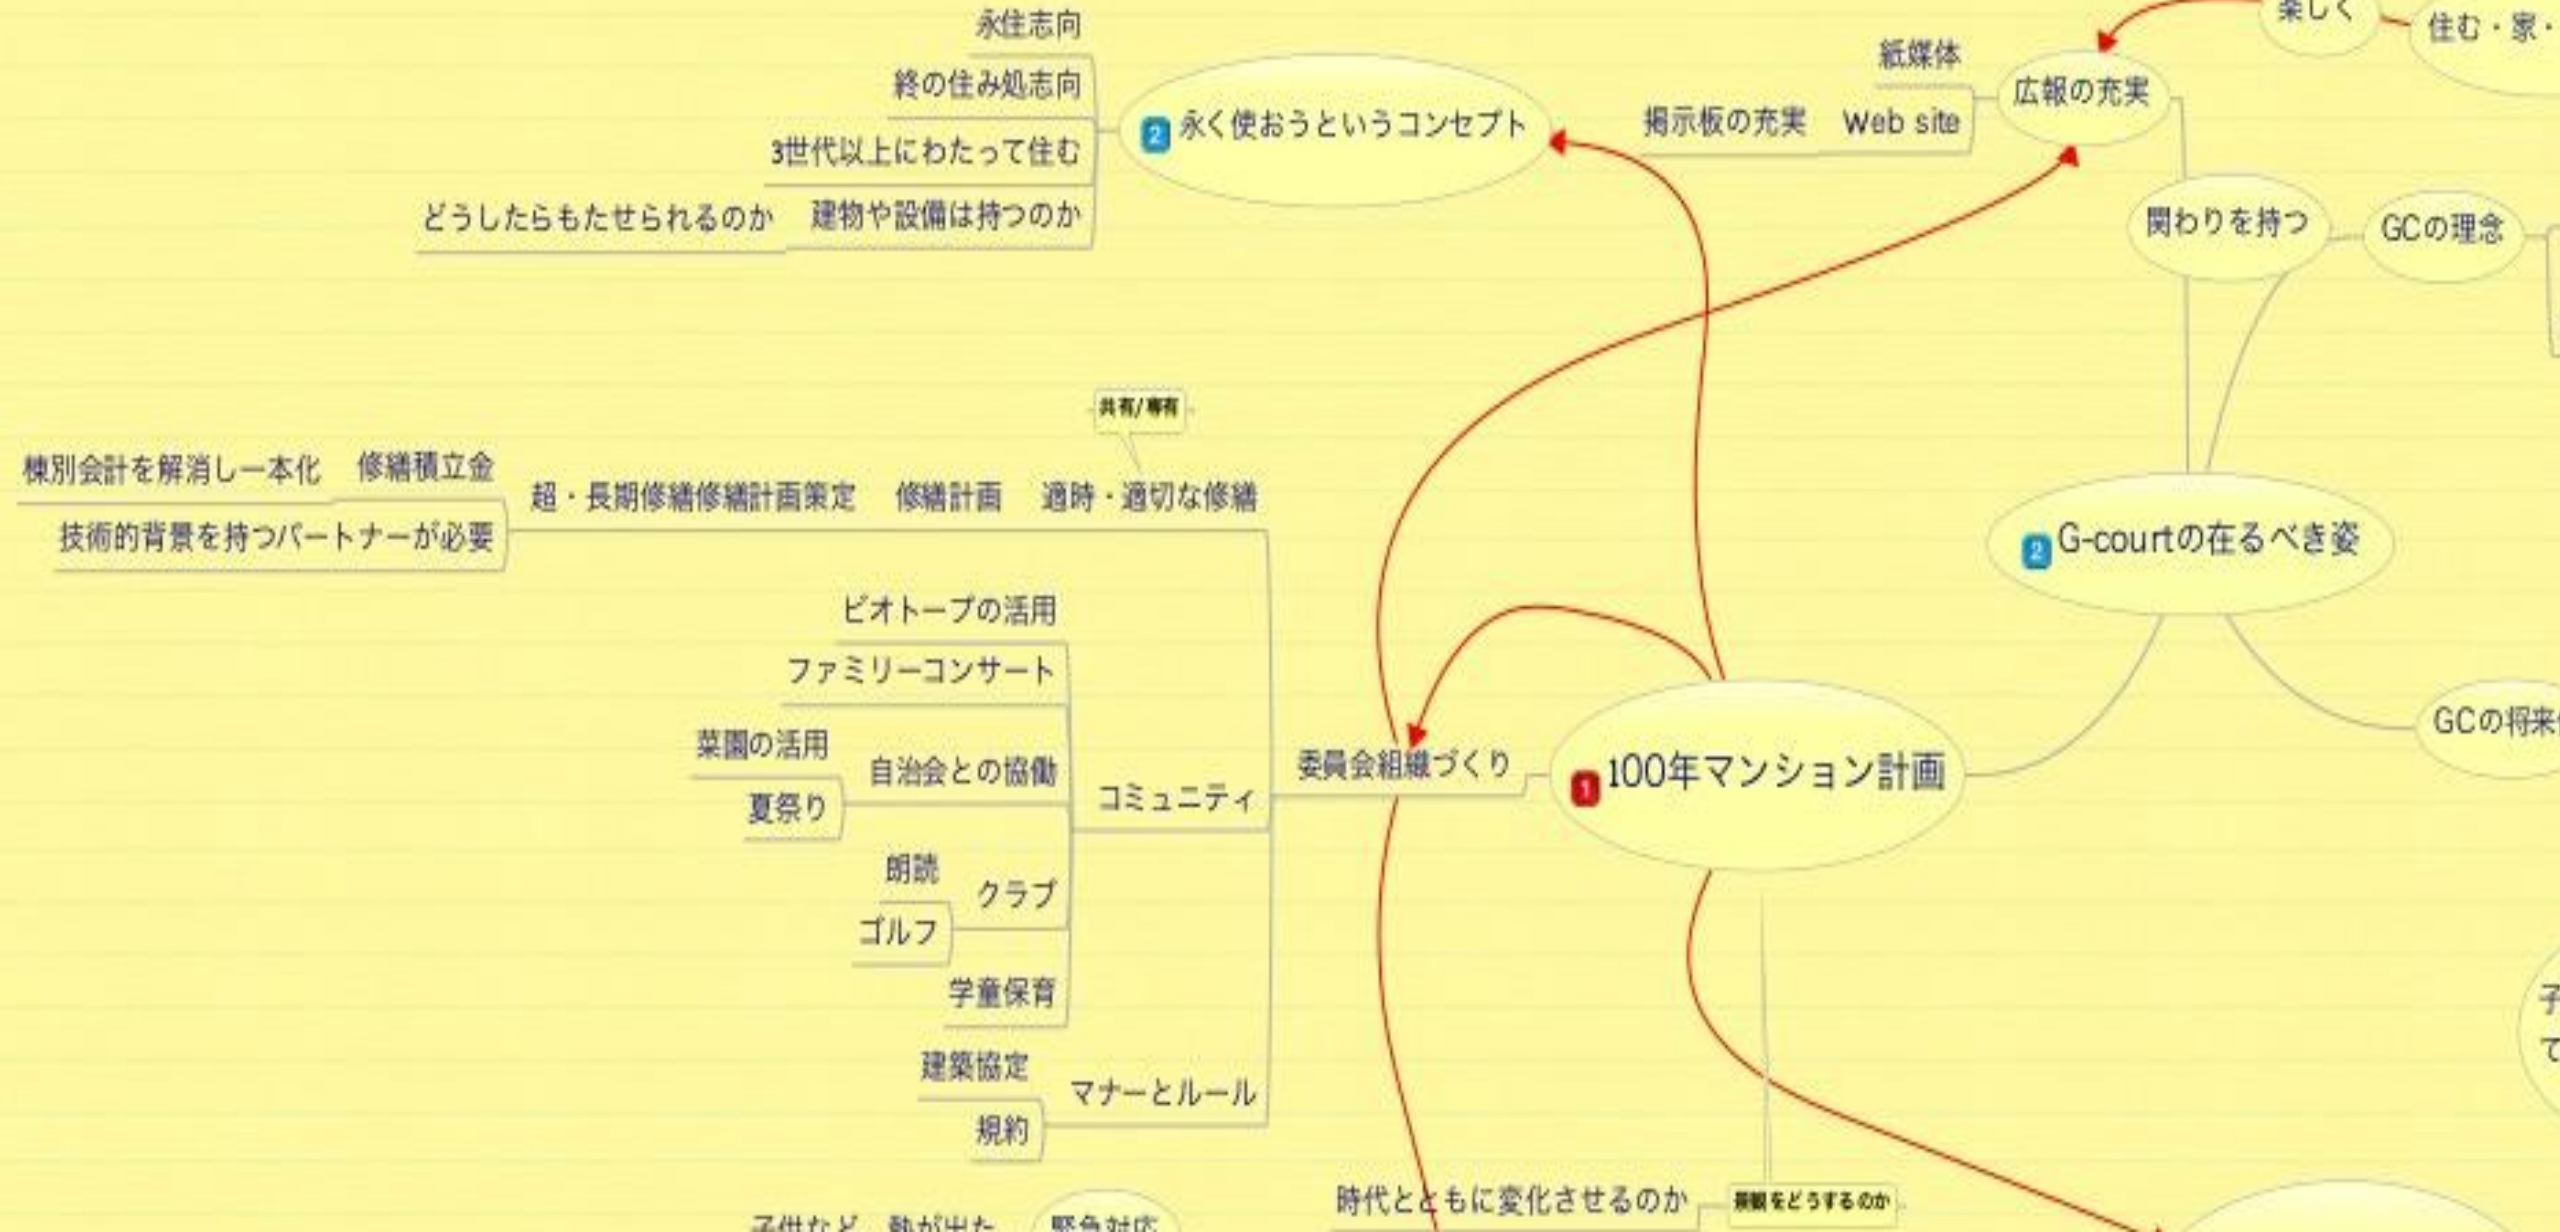 永住志向
終の住み処志向
3世代以上にわたって住む
どうしたらもたせられるのか 建物や設備は持つのか
2 永く使おうというコンセプト
紙媒体
掲示板の充実 Web site
広報の充実
楽しく
住む・家・
関わりを持つ
GCの理念
共有/専有
棟別会計を解消し一本化 修繕積立金
技術的背景を持つパートナーが必要
超・長期修繕修繕計画策定 修繕計画 適時・適切な修繕
2 G-courtの在るべき姿
ビオトープの活用
ファミリーコンサート
菜園の活用
夏祭り
自治会との協働
朗読
ゴルフ
クラブ
学童保育
コミュニティ
建築協定
規約
マナーとルール
委員会組織づくり
1 100年マンション計画
GCの将来
子
て
時代とともに変化させるのか
景観をどうするのか
子供など、熱が出た
緊急対応